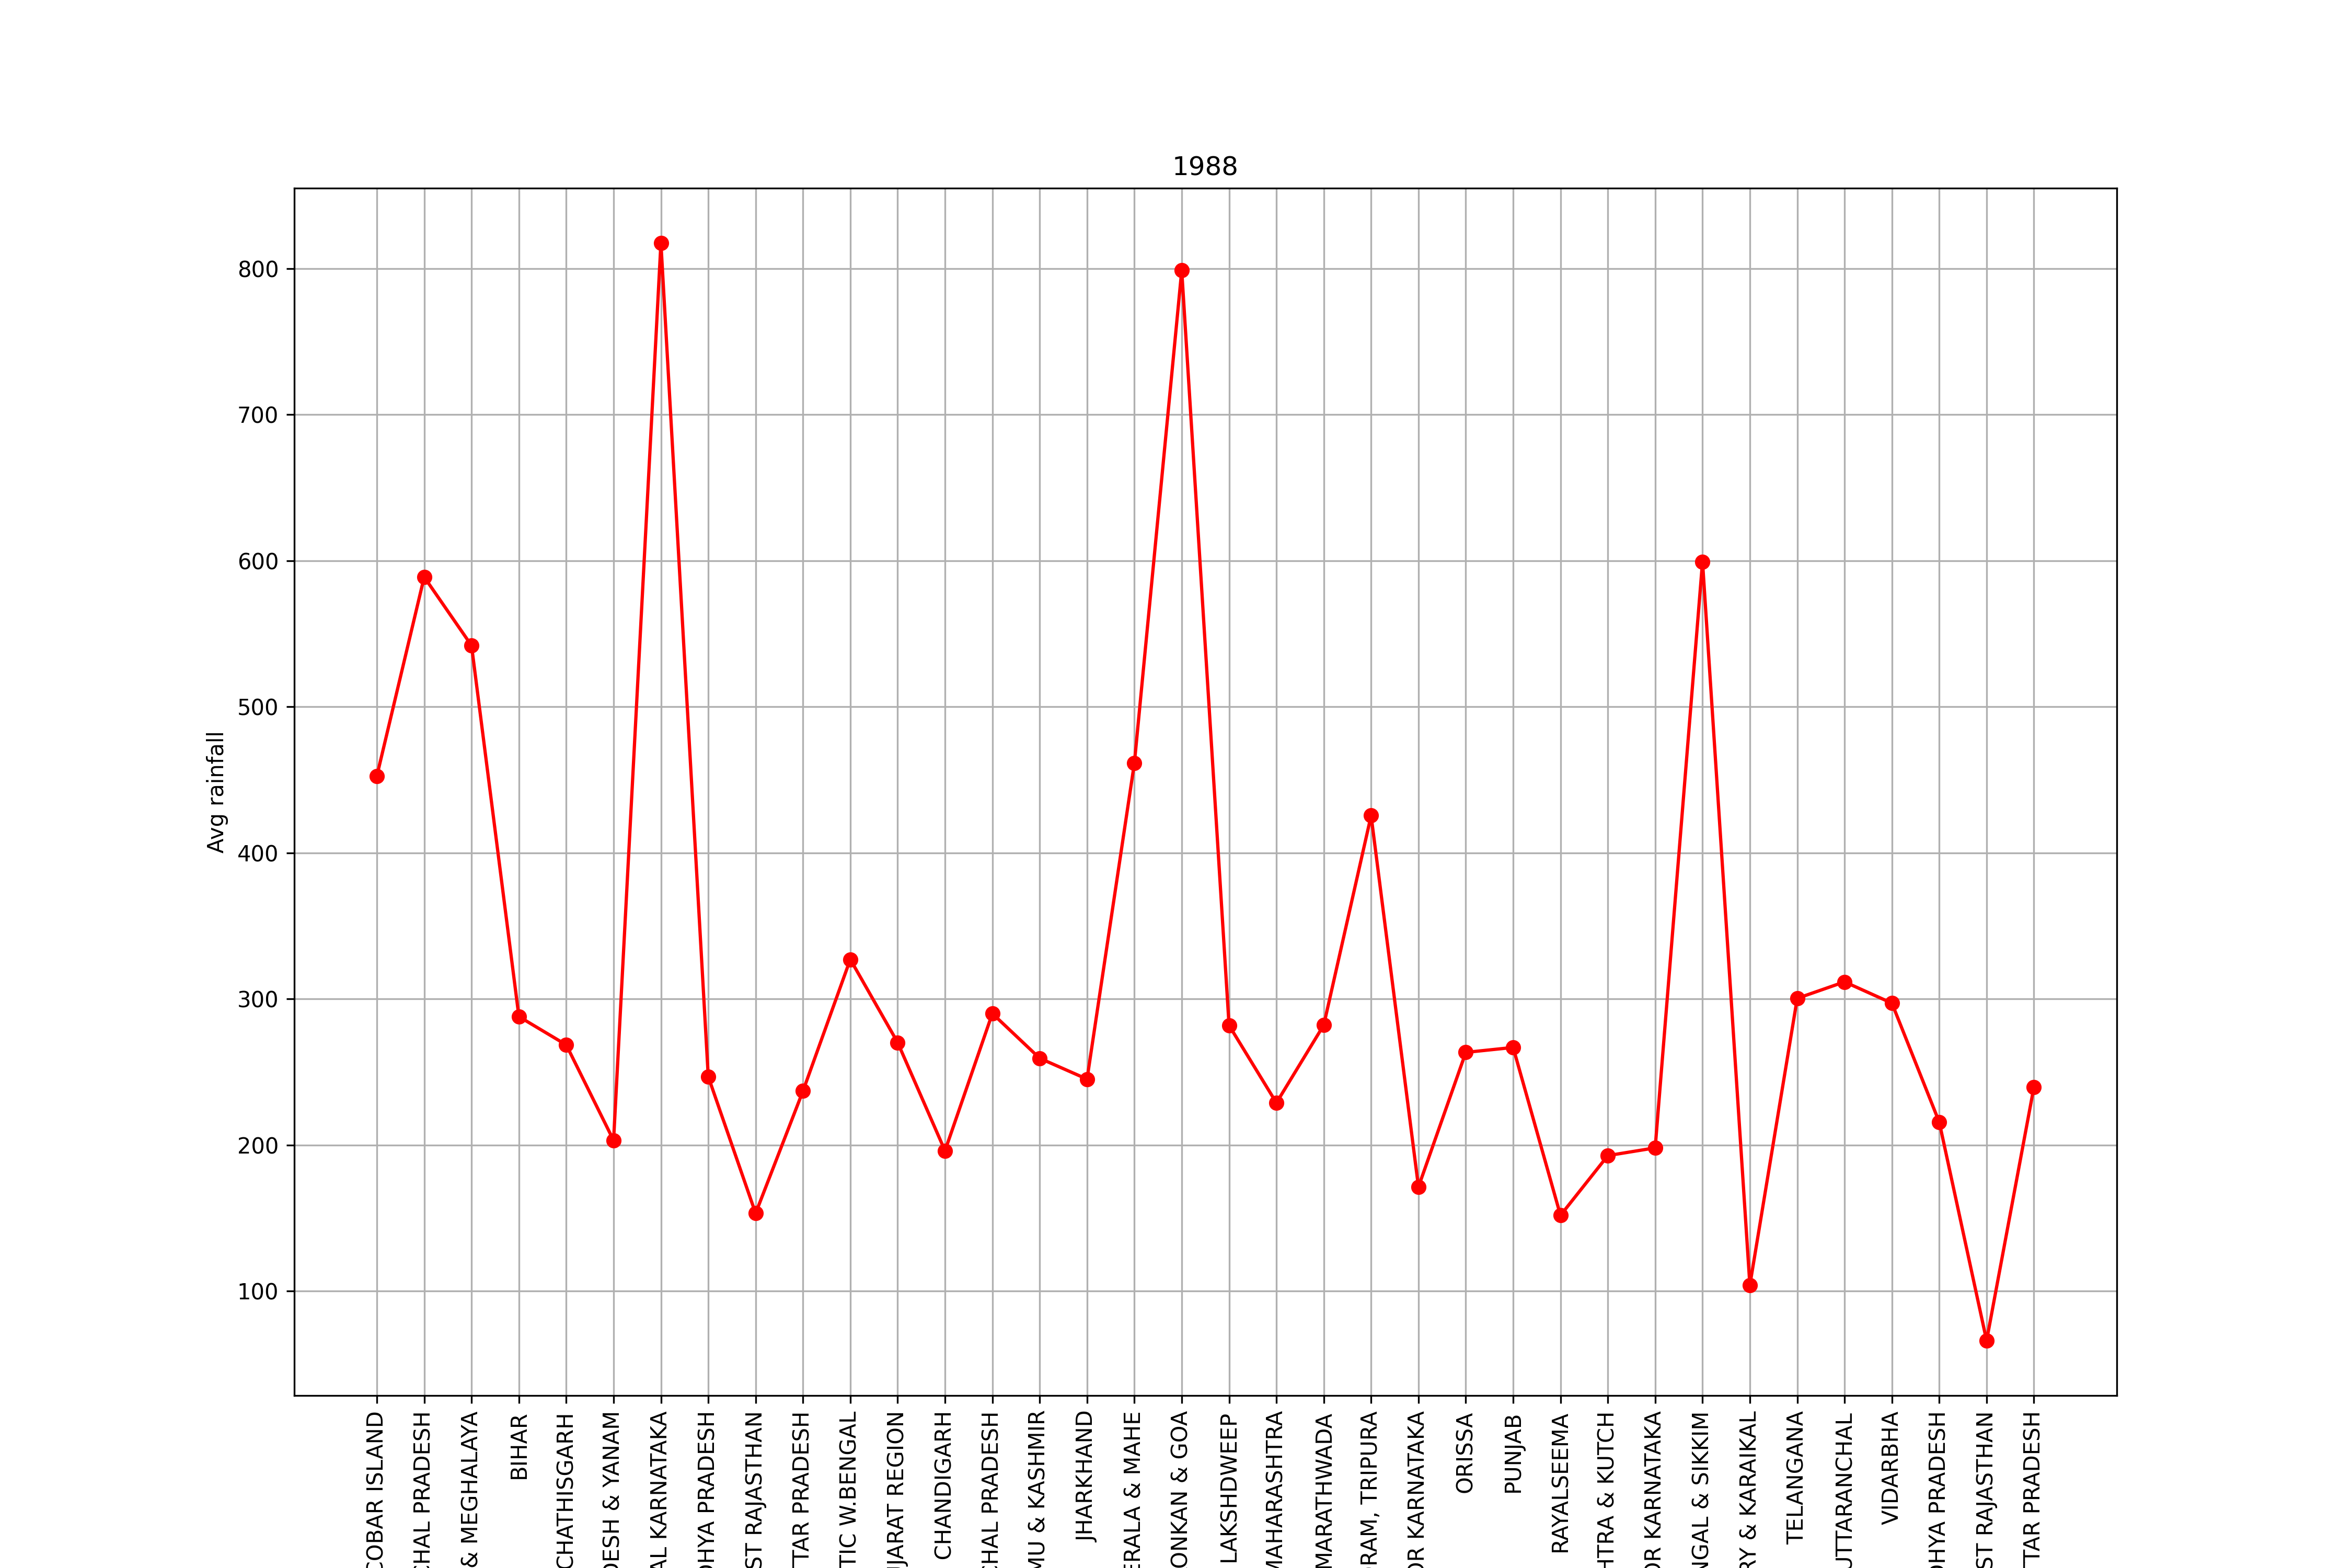 1988
Avg rainfall
800
700
600
500
400
300
200
100
COBAR ISLAND
CHAL PRADESH
& MEGHALAYA
BIHAR
CHATHISGARH
DESH & YANAM
AL KARNATAKA
DHYA PRADESH
ST RAJASTHAN
TTAR PRADESH
TIC W.BENGAL
JARAT REGION
CHANDIGARH
CHAL PRADESH
MU & KASHMIR
JHARKHAND
ERALA & MAHE
ONKAN & GOA
LAKSHDWEEP
MAHARASHTRA
MARATHWADA
RAM, TRIPURA
OR KARNATAKA
ORISSA
PUNJAB
RAYALSEEMA
HTRA & KUTCH
OR KARNATAKA
NGAL & SIKKIM
RY & KARAIKAL
TELANGANA
UTTARANCHAL
VIDARBHA
DHYA PRADESH
ST RAJASTHAN
TTAR PRADESH